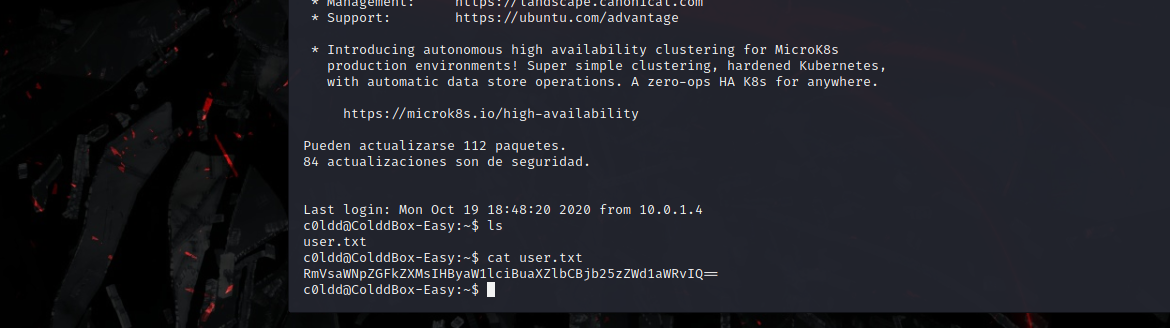 * Management:     https://landscape.canonical.com
* Support:        https://ubuntu.com/advantage
* Introducing autonomous high availability clustering for MicroK8s
production environments! Super simple clustering, hardened Kubernetes,
with automatic data store operations. A zero-ops HA K8s for anywhere.
https://microk8s.io/high-availability
Pueden actualizarse 112 paquetes.
84 actualizaciones son de seguridad.
Last login: Mon Oct 19 18:48:20 2020 from 10.0.1.4
c0ldd@ColddBox-Easy:~$ ls
user.txt
c0ldd@ColddBox-Easy:~$ cat user.txt
RmVsaWNpZGFkZXMsIHByaW1lciBuaXZlbCBjb25zZWd1aWRvIQ==
c0ldd@ColddBox-Easy:~$